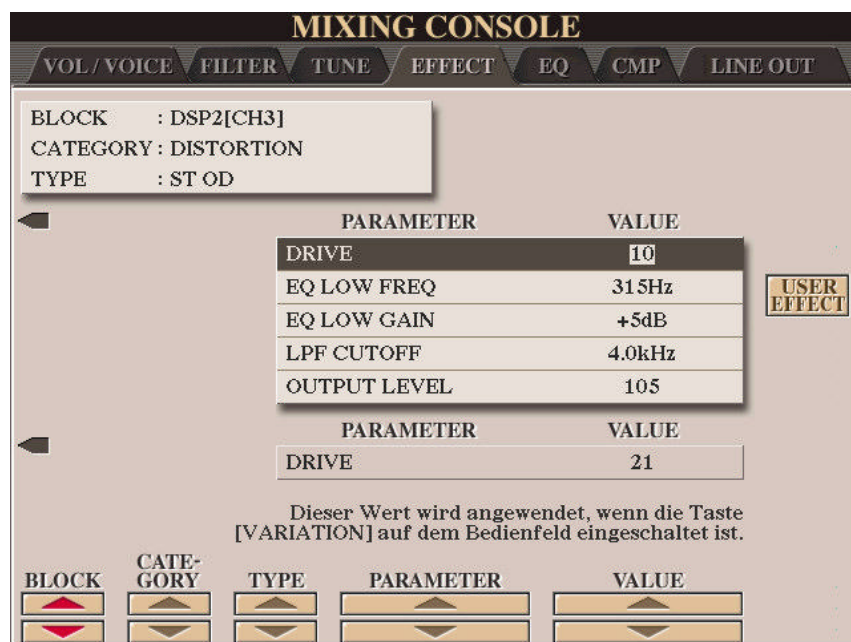 MIXING CONSOLE
VOL / VOICE FILTER TUNE EFFECT EQ CMP LINE OUT
BLOCK : DSP2[CH3]
CATEGORY : DISTORTION
TYPE : ST OD
PARAMETER VALUE
DRIVE 10
EQ LOW FREQ 315Hz
EQ LOW GAIN +5dB
LPF CUTOFF 4.0kHz
OUTPUT LEVEL 105
USER
EFFECT
PARAMETER VALUE
DRIVE 21
Dieser Wert wird angewendet, wenn die Taste
[VARIATION] auf dem Bedienfeld eingeschaltet ist.
BLOCK CATE-
GORY TYPE PARAMETER VALUE